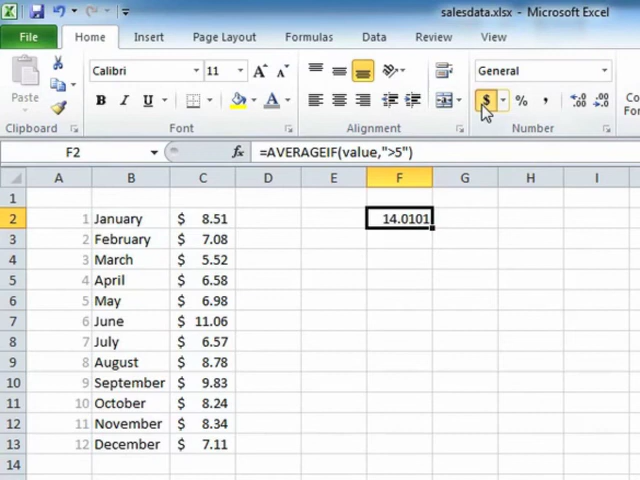 salesdata.xlsx - Microsoft Excel
File Home Insert Page Layout Formulas Data Review View
Paste
Calibri 11 A A General
B I U A $ % , .00 .00
Clipboard Font Alignment Number
F2 fx =AVERAGEIF(value,">5")
A B C D E F G H I
1
2 1 January $ 8.51 14.0101
3 2 February $ 7.08
4 3 March $ 5.52
5 4 April $ 6.58
6 5 May $ 6.98
7 6 June $ 11.06
8 7 July $ 6.57
9 8 August $ 8.78
10 9 September $ 9.83
11 10 October $ 8.24
12 11 November $ 8.34
13 12 December $ 7.11
14